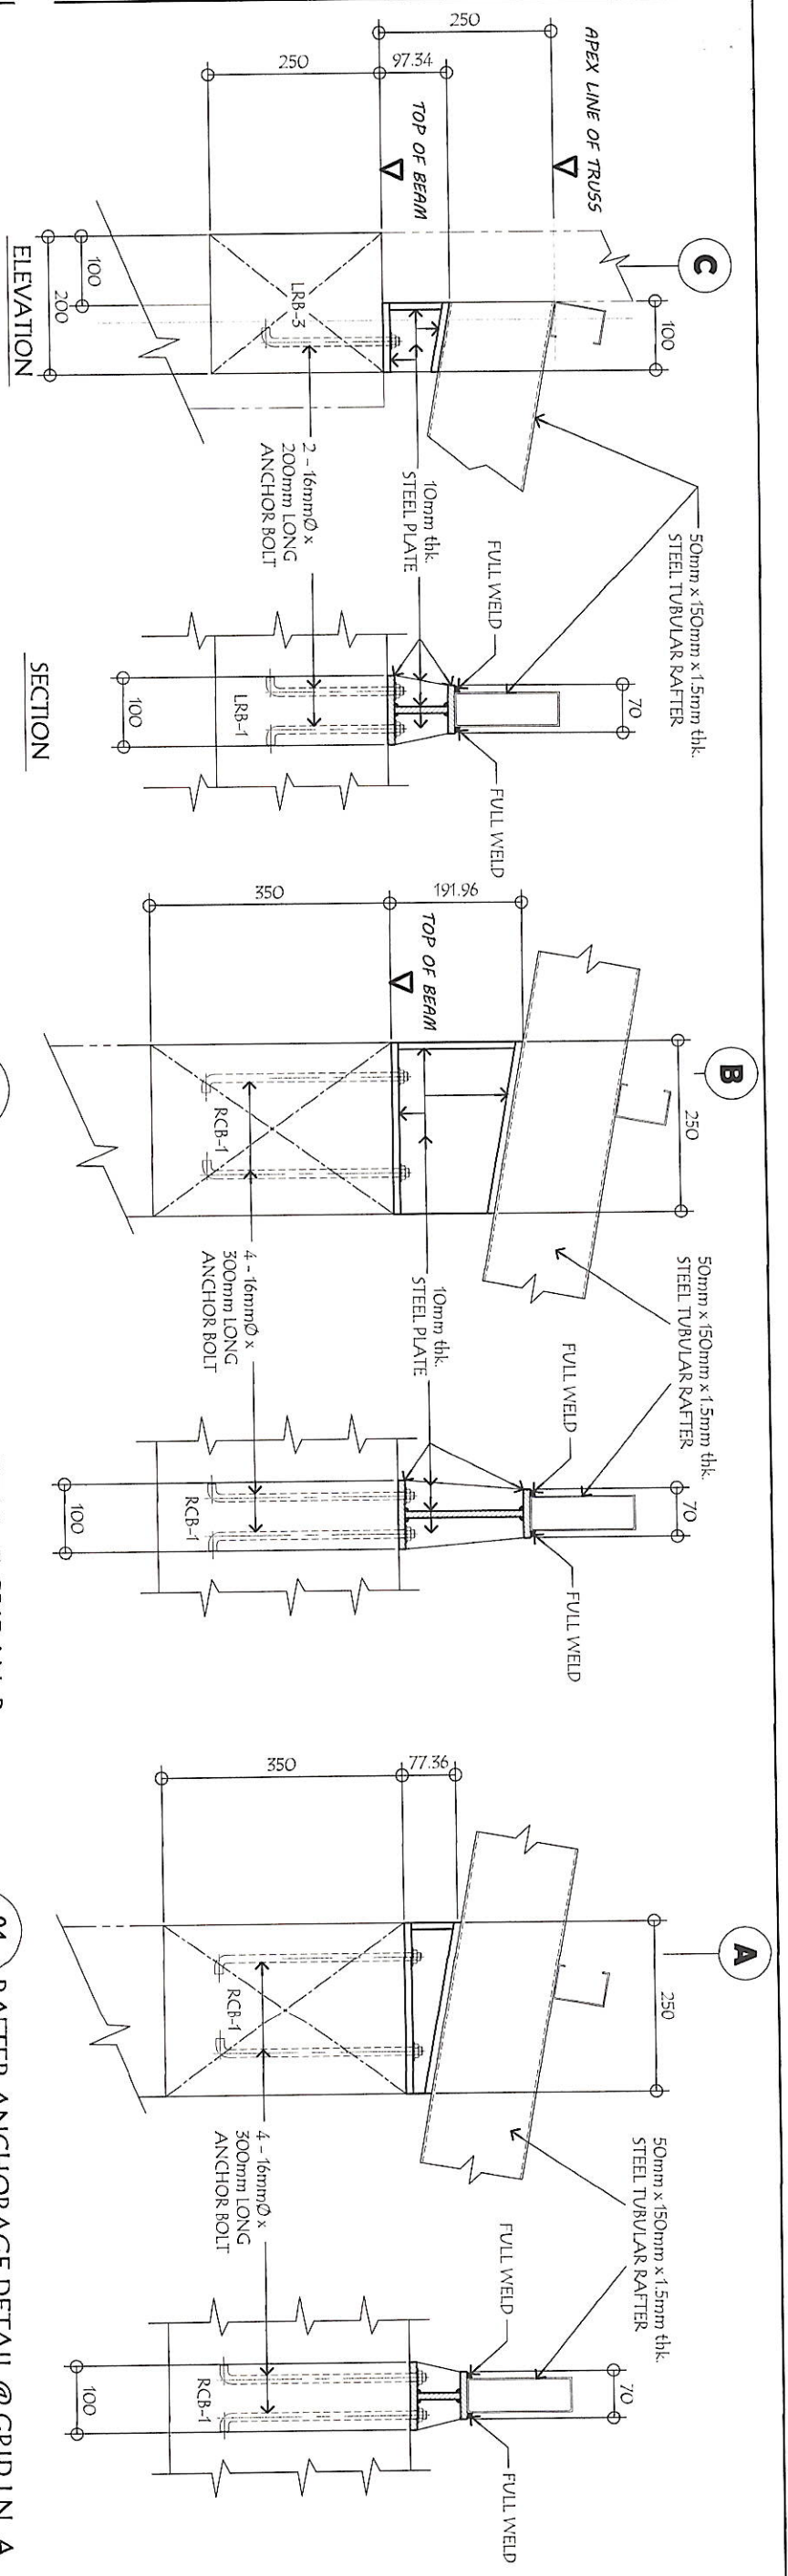 APEX LINE OF TRUSS
250
250
97.34
TOP OF BEAM
C
100
LRB-3
100
200
ELEVATION
50mm x 150mm x 1.5mm thk.
STEEL TUBULAR RAFTER
FULL WELD
10mm thk.
STEEL PLATE
2 - 16mmØ x
200mm LONG
ANCHOR BOLT
70
FULL WELD
LRB-1
100
SECTION
B
250
191.96
350
TOP OF BEAM
RCB-1
50mm x 150mm x 1.5mm thk.
STEEL TUBULAR RAFTER
FULL WELD
10mm thk.
STEEL PLATE
4 - 16mmØ x
300mm LONG
ANCHOR BOLT
70
FULL WELD
RCB-1
100
A
250
77.36
350
RCB-1
50mm x 150mm x 1.5mm thk.
STEEL TUBULAR RAFTER
FULL WELD
4 - 16mmØ x
300mm LONG
ANCHOR BOLT
70
FULL WELD
RCB-1
100
RAFTER ANCHORAGE DETAIL @ GRID LN. A